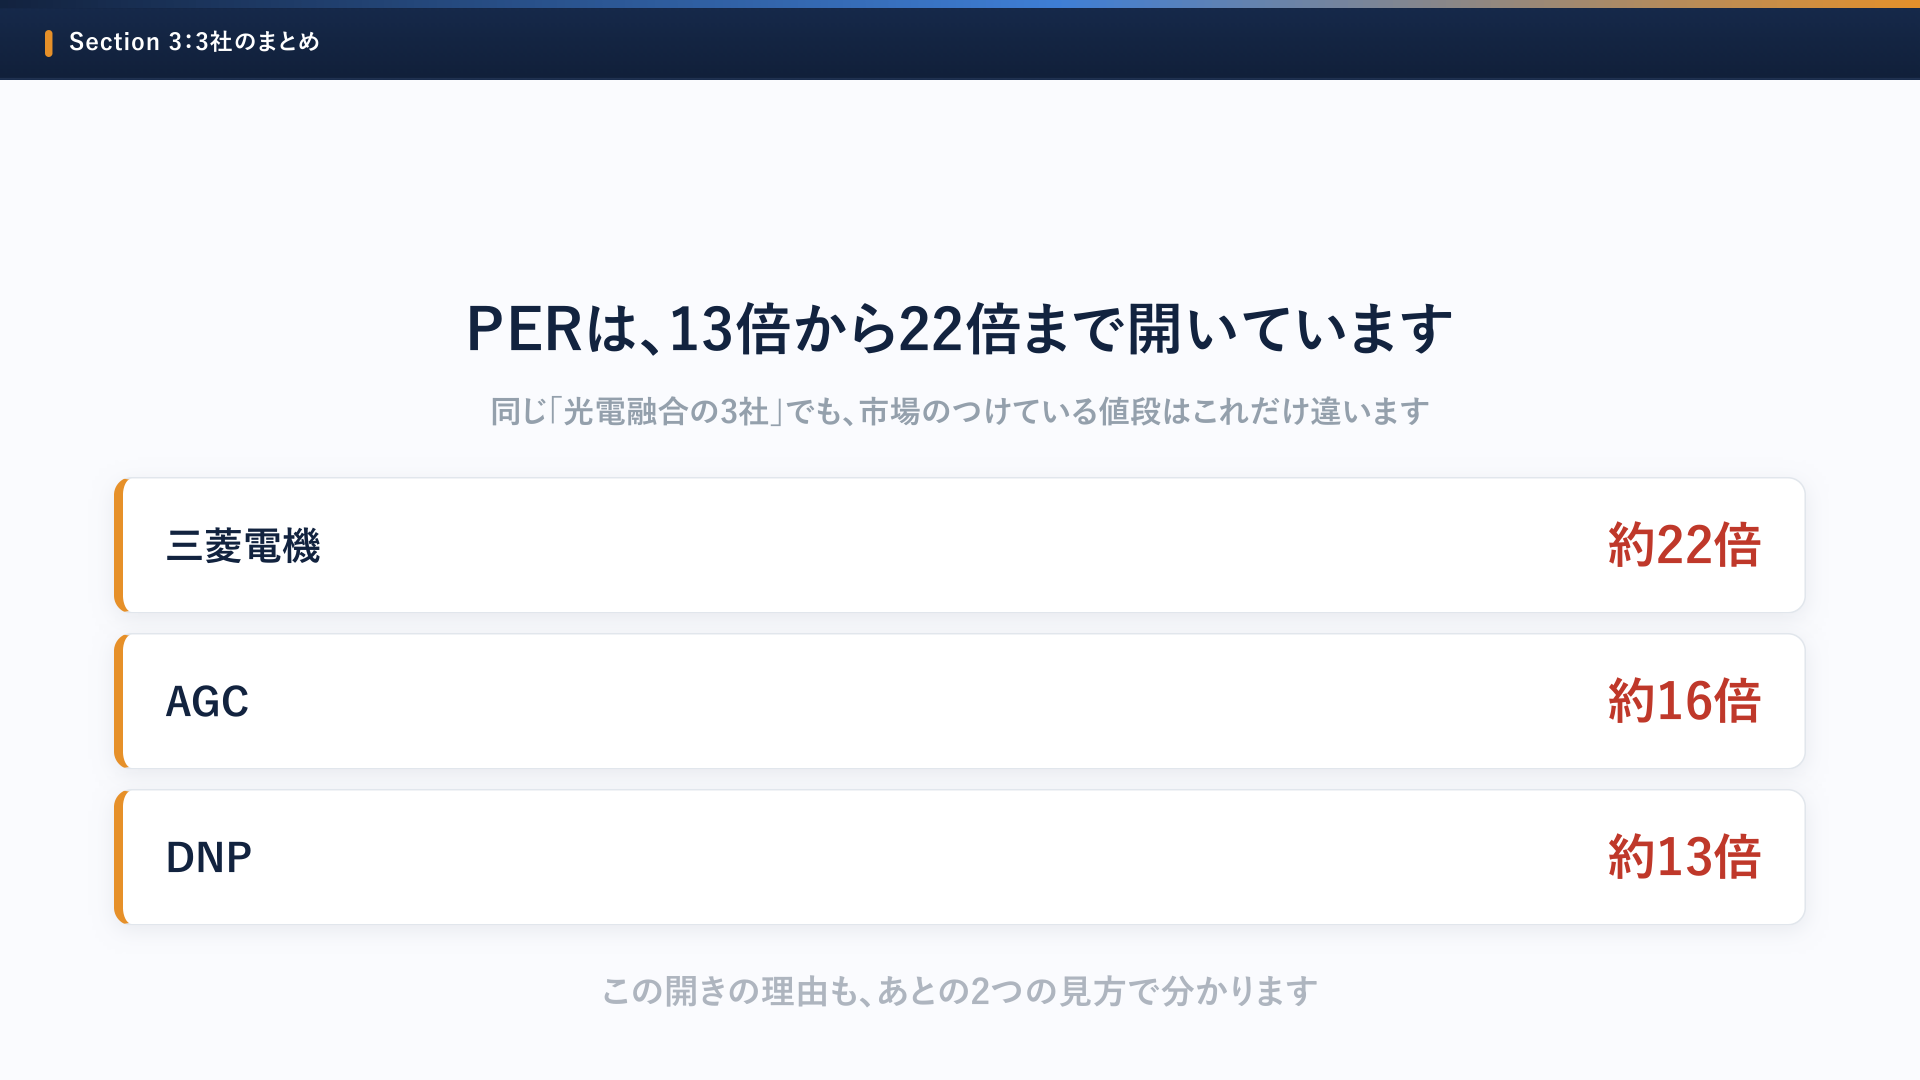 Section 3：3社のまとめ
PERは、13倍から22倍まで開いています
同じ「光電融合の3社」でも、市場のつけている値段はこれだけ違います
三菱電機
約22倍
AGC
約16倍
DNP
約13倍
この開きの理由も、あとの2つの見方で分かります